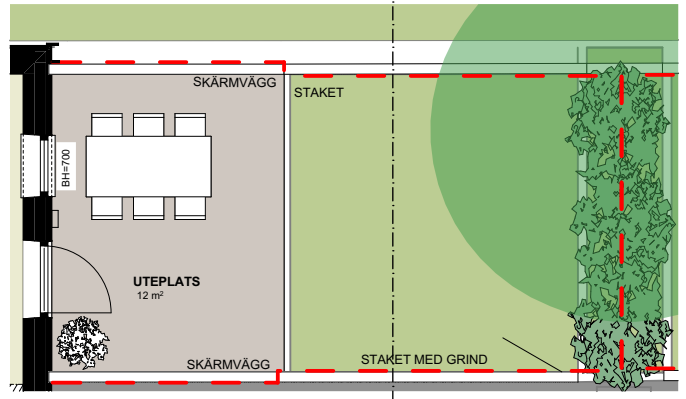 SKÄRMVÄGG
STAKET
BH=700
UTEPLATS
12 m²
SKÄRMVÄGG
STAKET MED GRIND